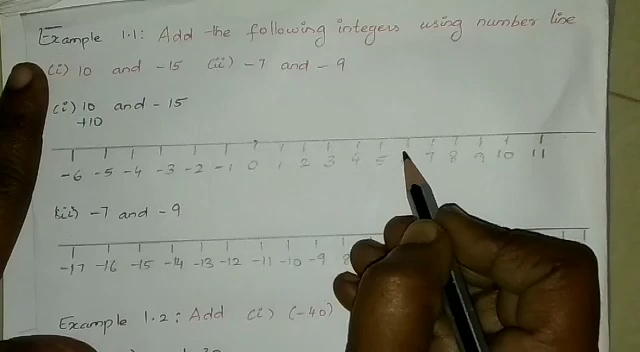 Example 1.1: Add the following integers using number line
(i) 10 and -15 (ii) -7 and -9
(i) 10 and -15
+10
-6 -5 -4 -3 -2 -1 0 1 2 3 4 5 7 8 9 10 11
(ii) -7 and -9
-17 -16 -15 -14 -13 -12 -11 -10 -9 8
Example 1.2: Add (i) (-40)